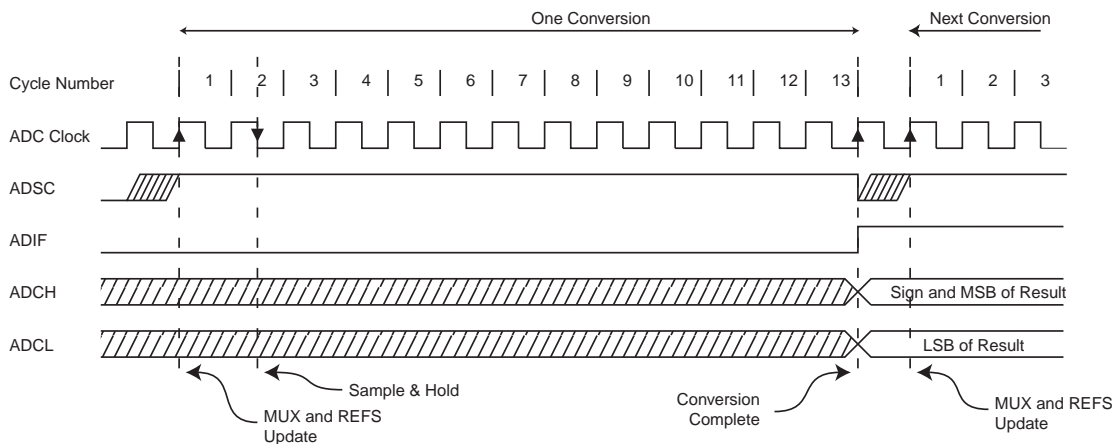 One Conversion
Next Conversion
Cycle Number
1 2 3 4 5 6 7 8 9 10 11 12 13 1 2 3
ADC Clock
ADSC
ADIF
ADCH
Sign and MSB of Result
ADCL
LSB of Result
MUX and REFS
Update
Sample & Hold
Conversion
Complete
MUX and REFS
Update